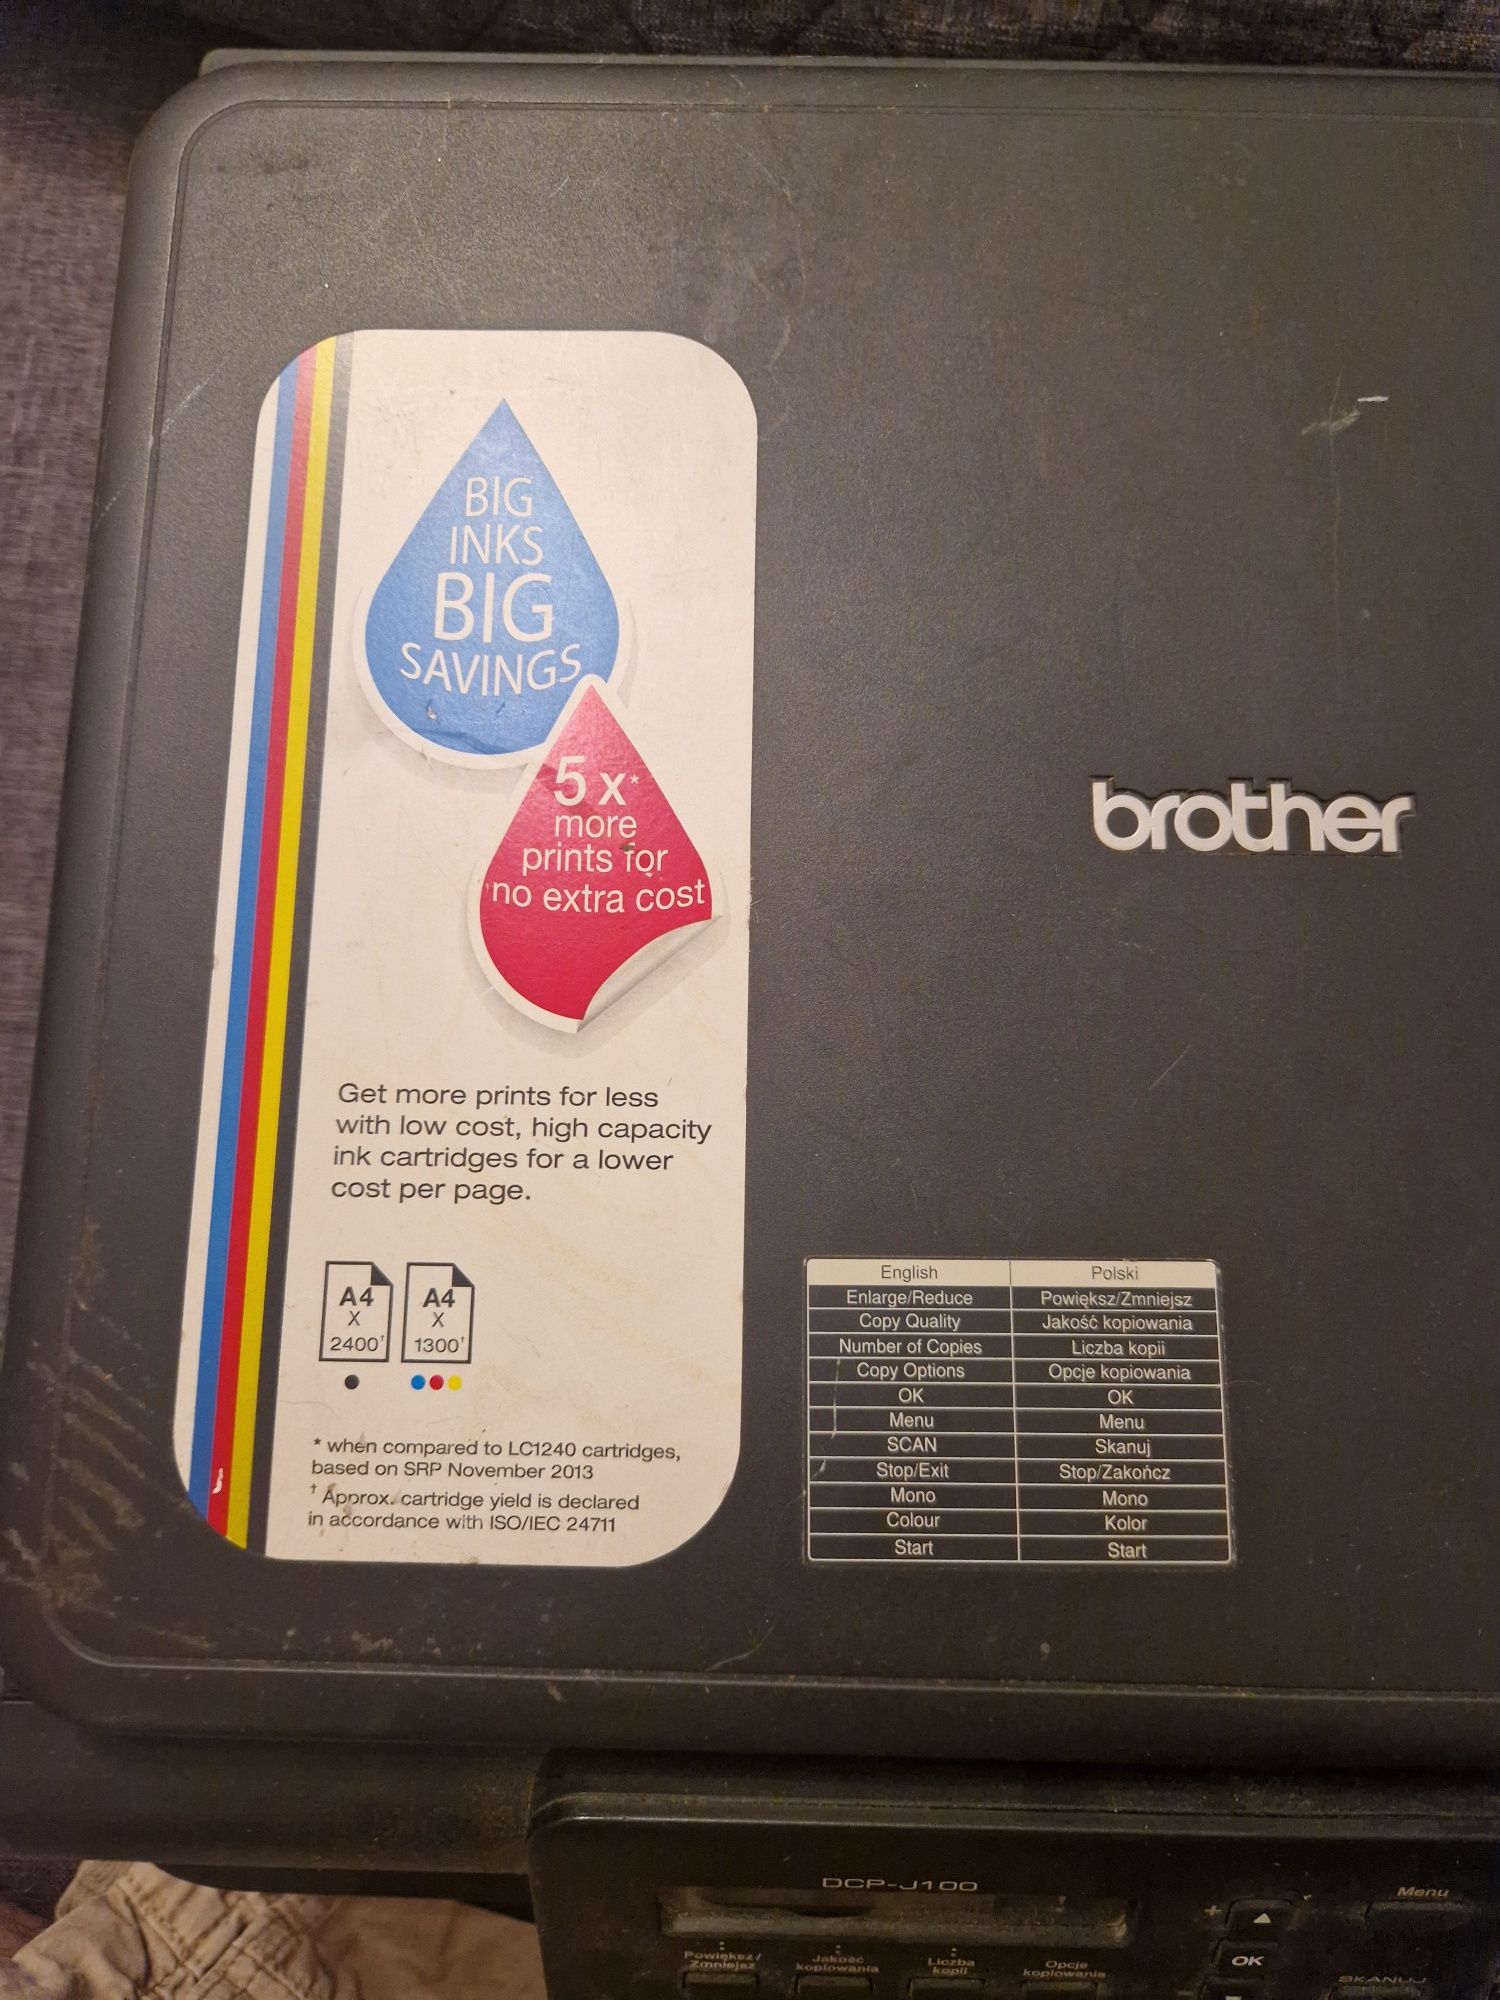 BIG
INKS
BIG
SAVINGS
5 x*
more
prints for
no extra cost
brother
Get more prints for less
with low cost, high capacity
ink cartridges for a lower
cost per page.
A4 A4
X X
2400† 1300†
* when compared to LC1240 cartridges,
based on SRP November 2013
† Approx. cartridge yield is declared
in accordance with ISO/IEC 24711
English Polski
Enlarge/Reduce Powiększ/Zmniejsz
Copy Quality Jakość kopiowania
Number of Copies Liczba kopii
Copy Options Opcje kopiowania
OK OK
Menu Menu
SCAN Skanuj
Stop/Exit Stop/Zakończ
Mono Mono
Colour Kolor
Start Start
DCP-J100
Menu
+
Powiększ/
Zmniejsz
Jakość
kopiowania
Liczba
kopii
Opcje
kopiowania
OK
-
SKANUJ